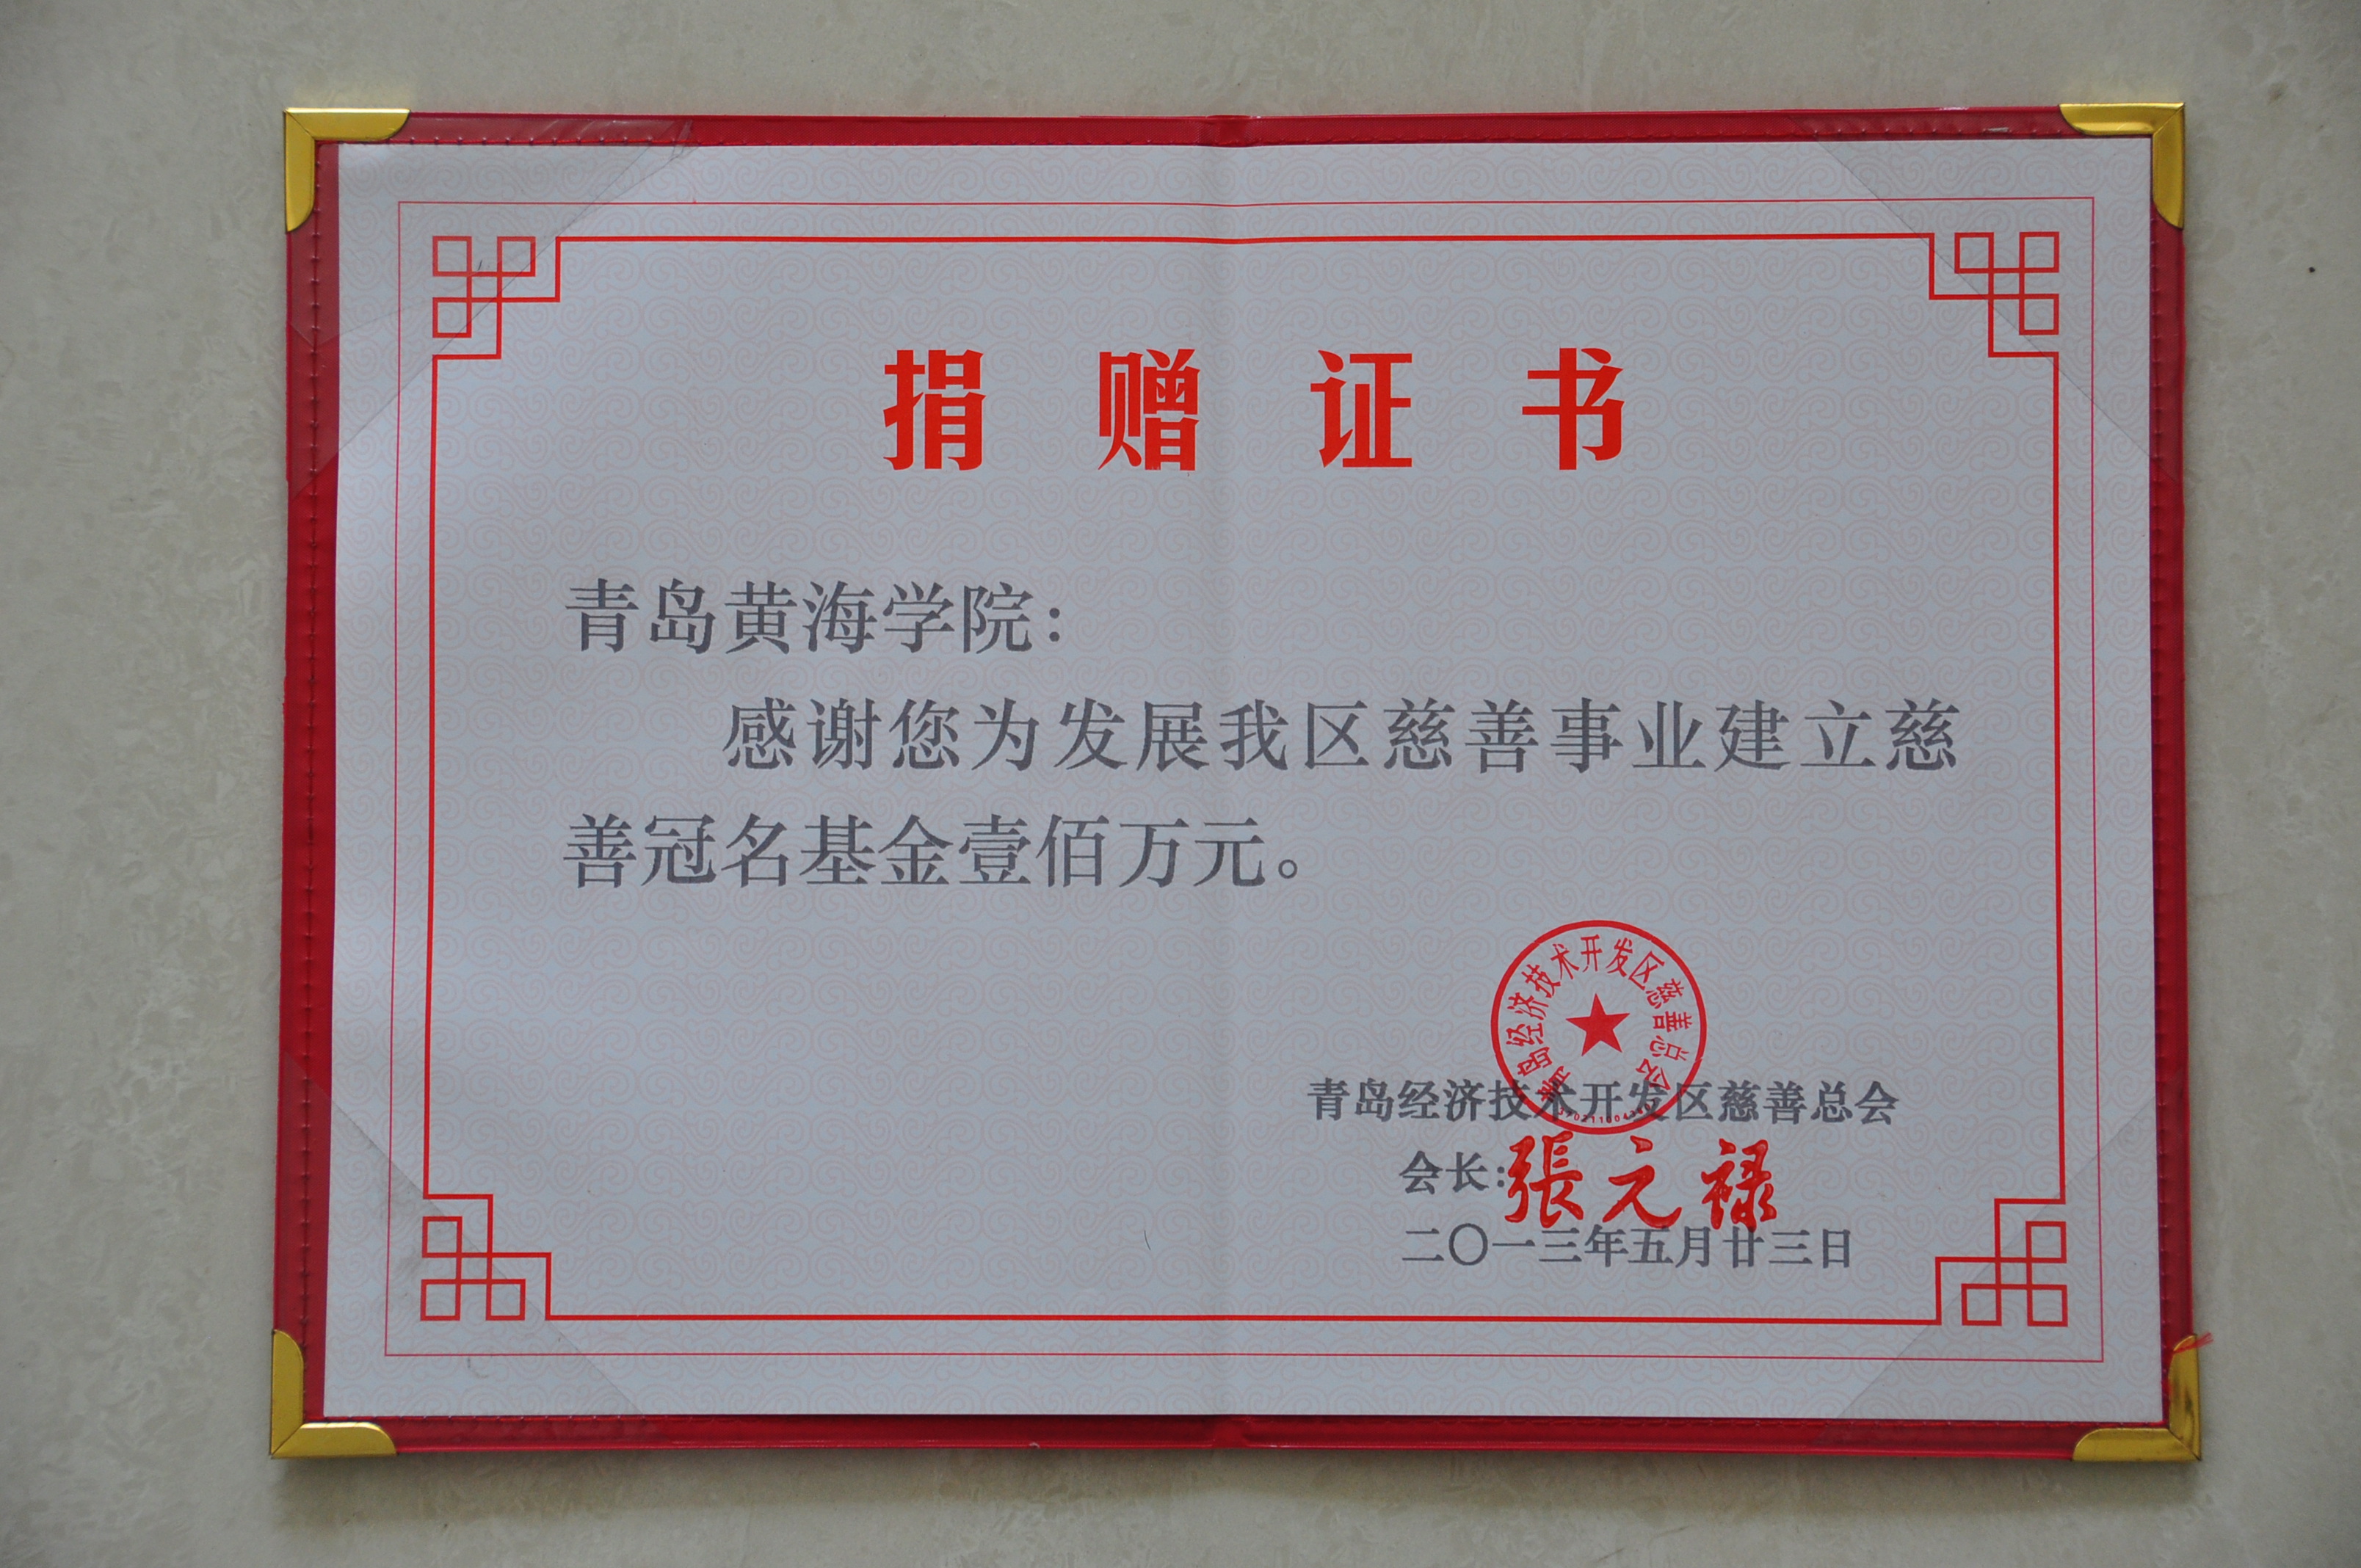 捐赠证书
青岛黄海学院：
感谢您为发展我区慈善事业建立慈
善冠名基金壹佰万元。
青岛经济技术开发区慈善总会
青岛经济技术开发区慈善总会
会长：張元禄
二〇一三年五月廿三日